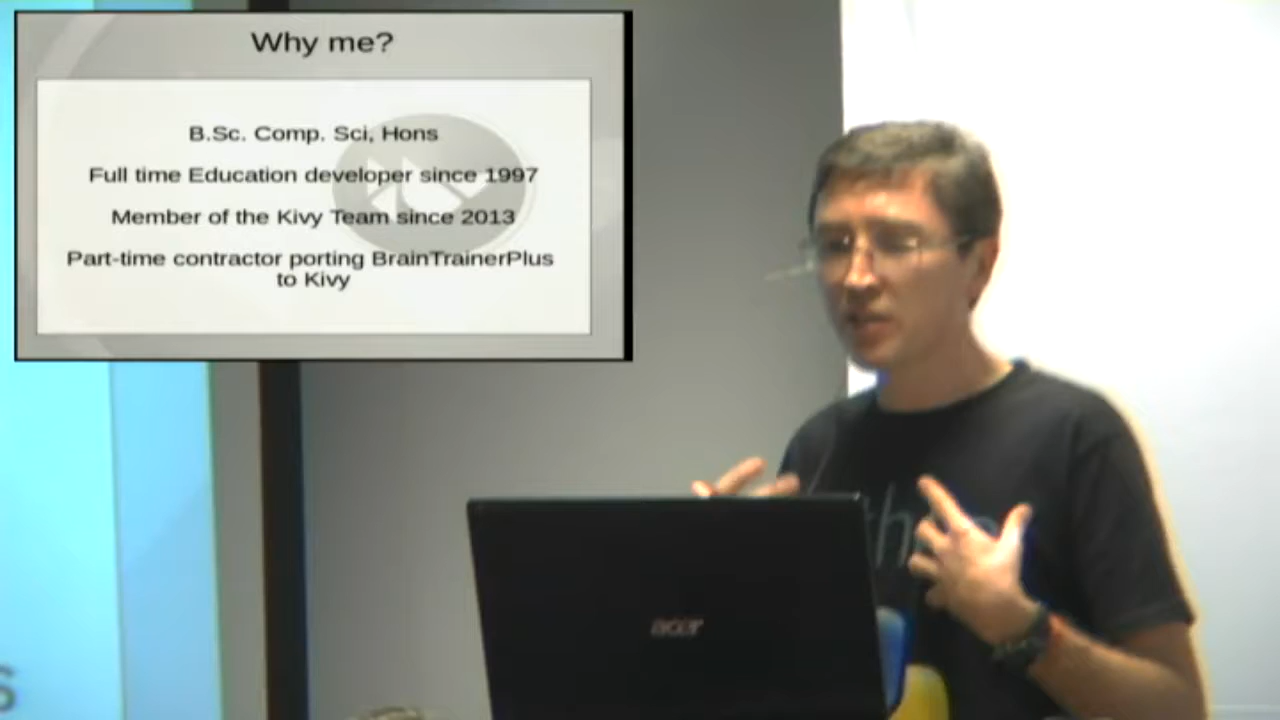 Why me?
B.Sc. Comp. Sci, Hons
Full time Education developer since 1997
Member of the Kivy Team since 2013
Part-time contractor porting BrainTrainerPlus
to Kivy
acer